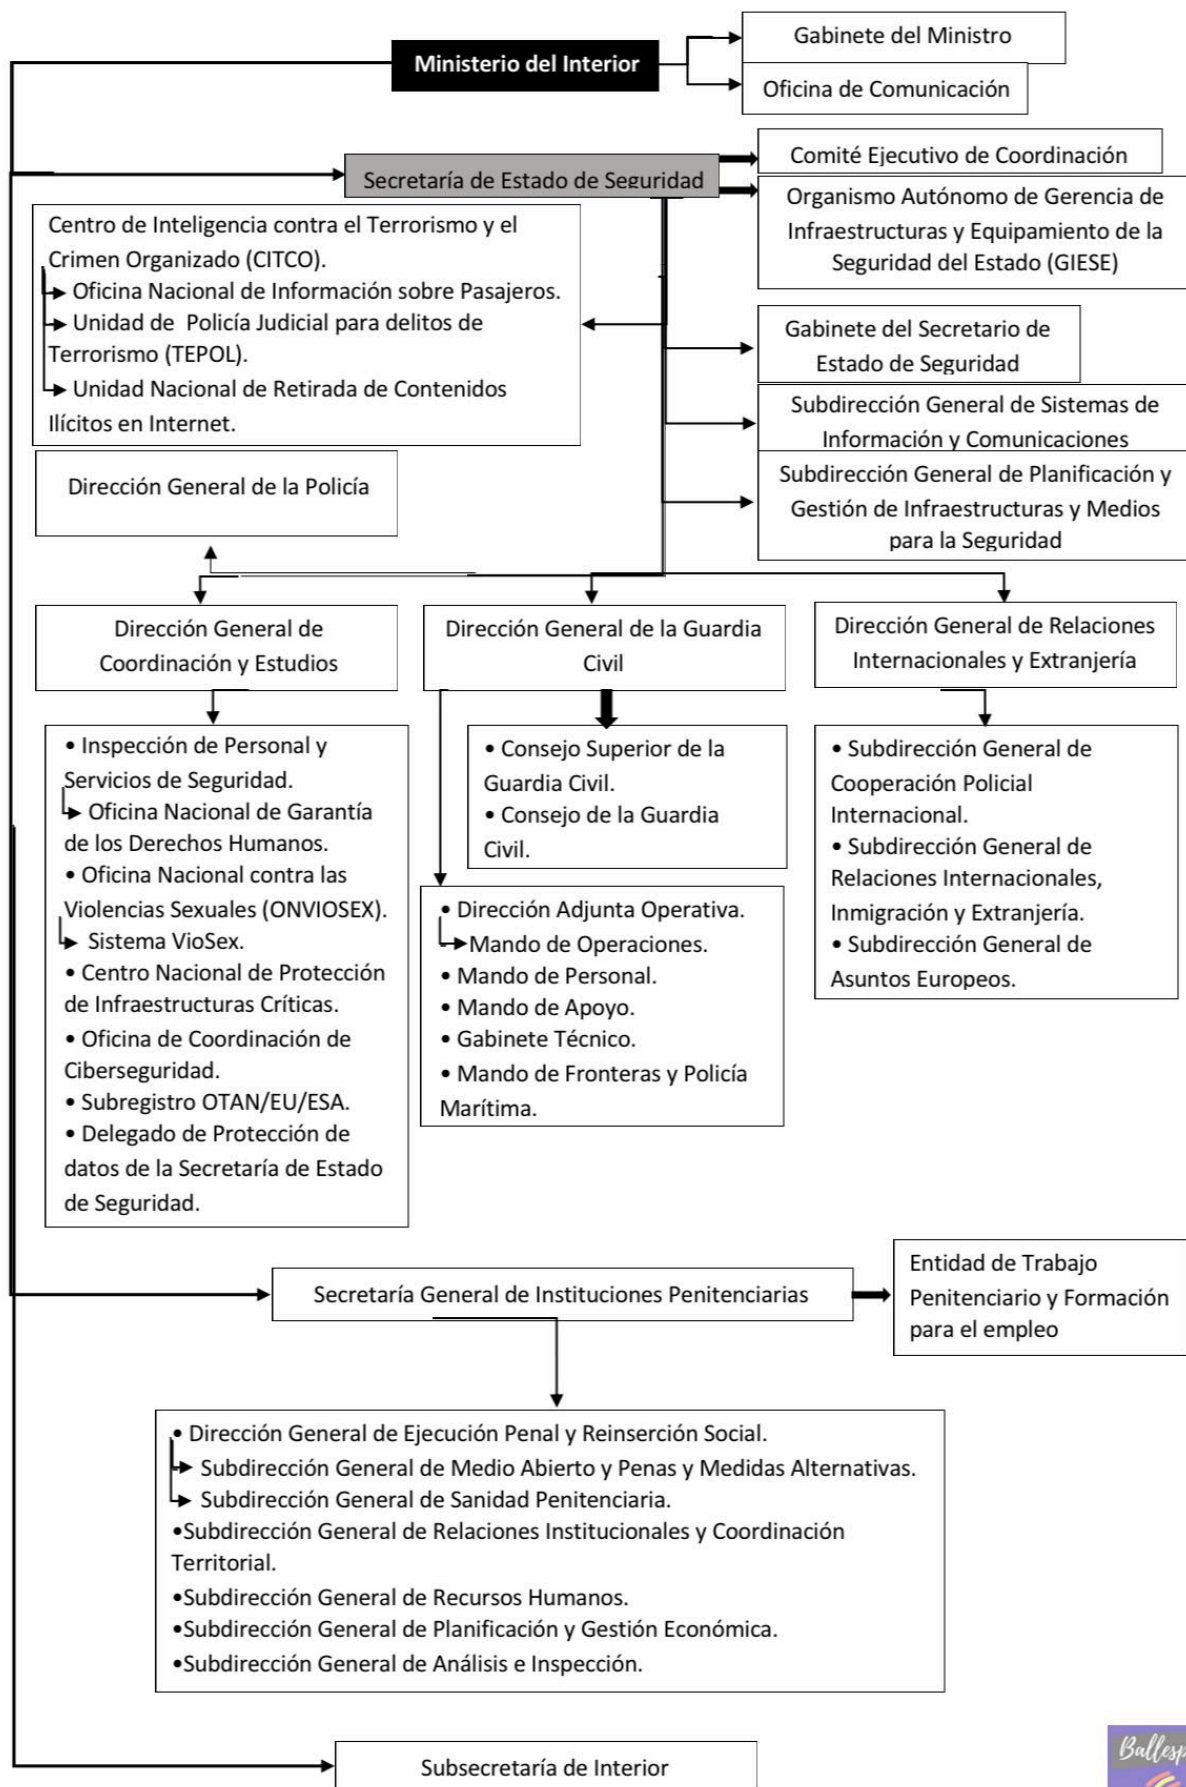 Ministerio del Interior
Gabinete del Ministro
Oficina de Comunicación
Secretaría de Estado de Seguridad
Comité Ejecutivo de Coordinación
Organismo Autónomo de Gerencia de
Infraestructuras y Equipamiento de la
Seguridad del Estado (GIESE)
Centro de Inteligencia contra el Terrorismo y el
Crimen Organizado (CITCO).
Oficina Nacional de Información sobre Pasajeros.
Unidad de Policía Judicial para delitos de
Terrorismo (TEPOL).
Unidad Nacional de Retirada de Contenidos
Ilícitos en Internet.
Gabinete del Secretario de
Estado de Seguridad
Subdirección General de Sistemas de
Información y Comunicaciones
Subdirección General de Planificación y
Gestión de Infraestructuras y Medios
para la Seguridad
Dirección General de la Policía
Dirección General de
Coordinación y Estudios
Dirección General de la Guardia
Civil
Dirección General de Relaciones
Internacionales y Extranjería
• Inspección de Personal y
Servicios de Seguridad.
Oficina Nacional de Garantía
de los Derechos Humanos.
• Oficina Nacional contra las
Violencias Sexuales (ONVIOSEX).
Sistema VioSex.
• Centro Nacional de Protección
de Infraestructuras Críticas.
• Oficina de Coordinación de
Ciberseguridad.
• Subregistro OTAN/EU/ESA.
• Delegado de Protección de
datos de la Secretaría de Estado
de Seguridad.
• Consejo Superior de la
Guardia Civil.
• Consejo de la Guardia
Civil.
• Dirección Adjunta Operativa.
Mando de Operaciones.
• Mando de Personal.
• Mando de Apoyo.
• Gabinete Técnico.
• Mando de Fronteras y Policía
Marítima.
• Subdirección General de
Cooperación Policial
Internacional.
• Subdirección General de
Relaciones Internacionales,
Inmigración y Extranjería.
• Subdirección General de
Asuntos Europeos.
Secretaría General de Instituciones Penitenciarias
Entidad de Trabajo
Penitenciario y Formación
para el empleo
• Dirección General de Ejecución Penal y Reinserción Social.
Subdirección General de Medio Abierto y Penas y Medidas Alternativas.
Subdirección General de Sanidad Penitenciaria.
•Subdirección General de Relaciones Institucionales y Coordinación
Territorial.
•Subdirección General de Recursos Humanos.
•Subdirección General de Planificación y Gestión Económica.
•Subdirección General de Análisis e Inspección.
Subsecretaría de Interior